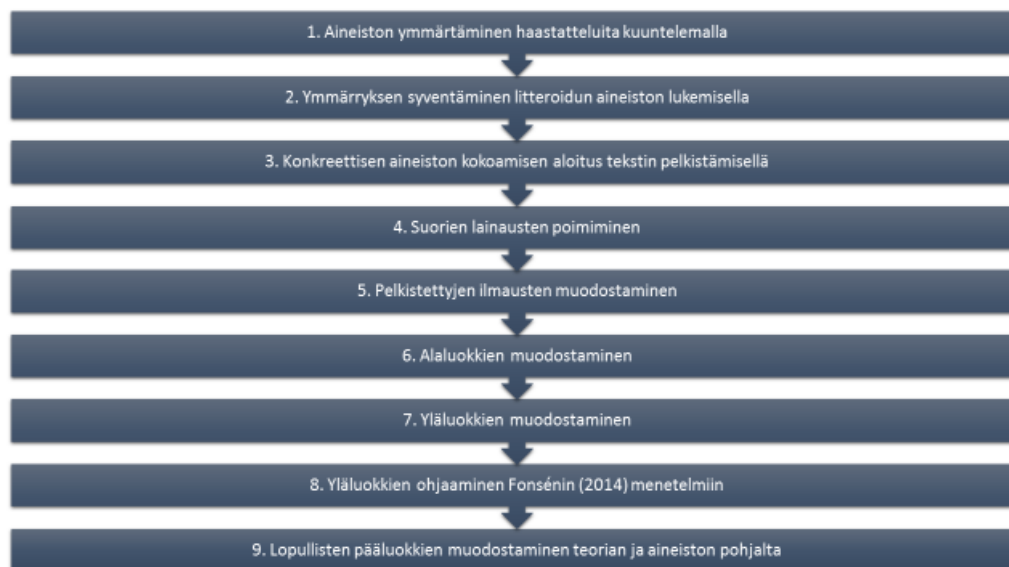 1. Aineiston ymmärtäminen haastatteluita kuuntelemalla
2. Ymmärryksen syventäminen litteroidun aineiston lukemisella
3. Konkreettisen aineiston kokoamisen aloitus tekstin pelkistämisellä
4. Suorien lainausten poimiminen
5. Pelkistettyjen ilmausten muodostaminen
6. Alaluokkien muodostaminen
7. Yläluokkien muodostaminen
8. Yläluokkien ohjaaminen Fonsénin (2014) menetelmiin
9. Lopullisten pääluokkien muodostaminen teorian ja aineiston pohjalta